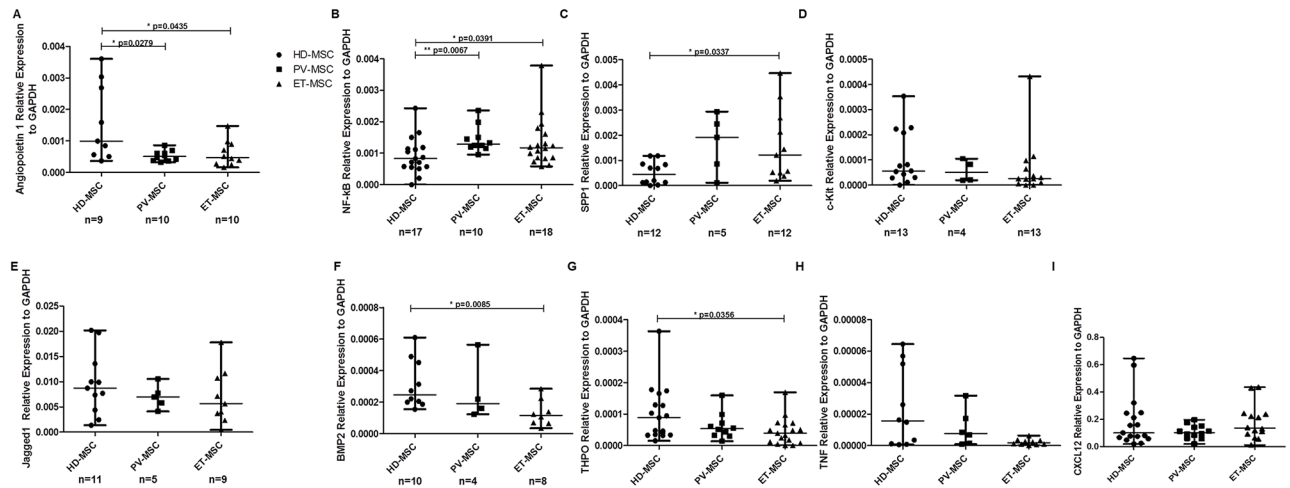 A
Angiopoietin 1 Relative Expression
to GAPDH
0.004
0.003
0.002
0.001
0.000
* p=0.0435
* p=0.0279
HD-MSC
PV-MSC
ET-MSC
n=9
n=10
n=10
HD-MSC
PV-MSC
ET-MSC
B
NF-kB Relative Expression to GAPDH
0.004
0.003
0.002
0.001
0.000
* p=0.0391
** p=0.0067
HD-MSC
PV-MSC
ET-MSC
n=17
n=10
n=18
C
SPP1 Relative Expression to GAPDH
0.005
0.004
0.003
0.002
0.001
0.000
* p=0.0337
HD-MSC
PV-MSC
ET-MSC
n=12
n=5
n=12
D
c-Kit Relative Expression to GAPDH
0.0005
0.0004
0.0003
0.0002
0.0001
0.0000
HD-MSC
PV-MSC
ET-MSC
n=13
n=4
n=13
E
Jagged1 Relative Expression to GAPDH
0.025
0.020
0.015
0.010
0.005
0.000
HD-MSC
PV-MSC
ET-MSC
n=11
n=5
n=9
F
BMP2 Relative Expression to GAPDH
0.0008
0.0006
0.0004
0.0002
0.0000
* p=0.0085
HD-MSC
PV-MSC
ET-MSC
n=10
n=4
n=8
G
THPO Relative Expression to GAPDH
0.0004
0.0003
0.0002
0.0001
0.0000
* p=0.0356
HD-MSC
PV-MSC
ET-MSC
H
TNF Relative Expression to GAPDH
0.00008
0.00006
0.00004
0.00002
0.00000
HD-MSC
PV-MSC
ET-MSC
I
CXCL12 Relative Expression to GAPDH
0.8
0.6
0.4
0.2
0.0
HD-MSC
PV-MSC
ET-MSC